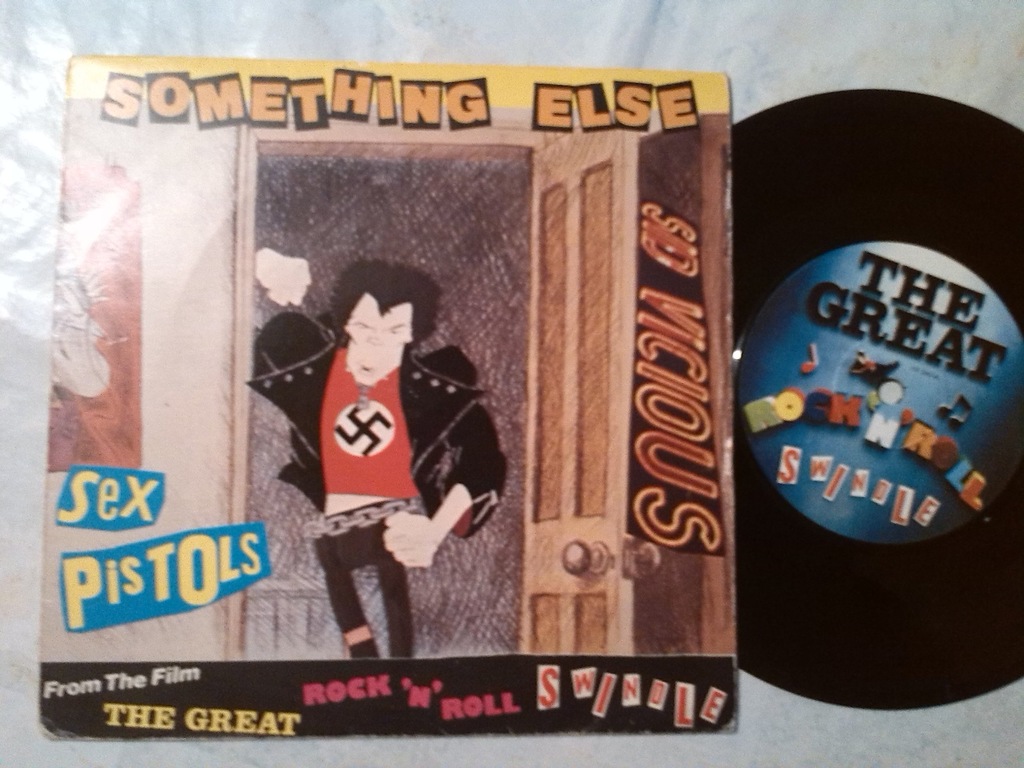 SOMETHING ELSE
SID VICIOUS
SEX
PISTOLS
From The Film
THE GREAT ROCK 'N' ROLL SWINDLE
THE
GREAT
ROCK 'N' ROLL
SWINDLE